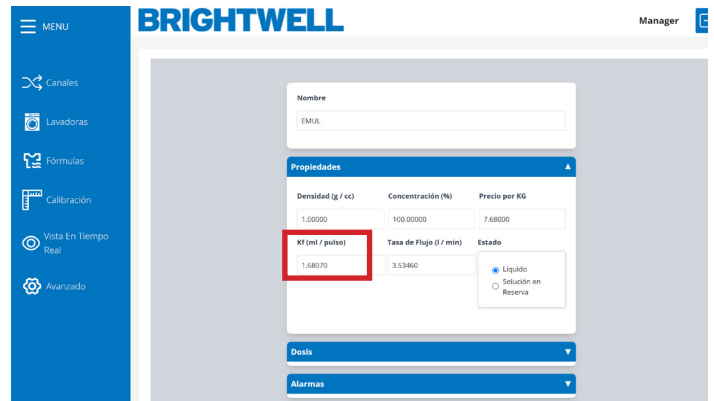 MENU
BRIGHTWELL
Manager
Canales
Lavadoras
Fórmulas
Calibración
Vista En Tiempo
Real
Avanzado
Nombre
EMUL
Propiedades
Densidad (g / cc) Concentración (%) Precio por KG
1.00000 100.00000 7.68000
Kf (ml / pulso) Tasa de Flujo (l / min) Estado
1.68070 3.53460
Liquido
Solución en
Reserva
Dosis
Alarmas